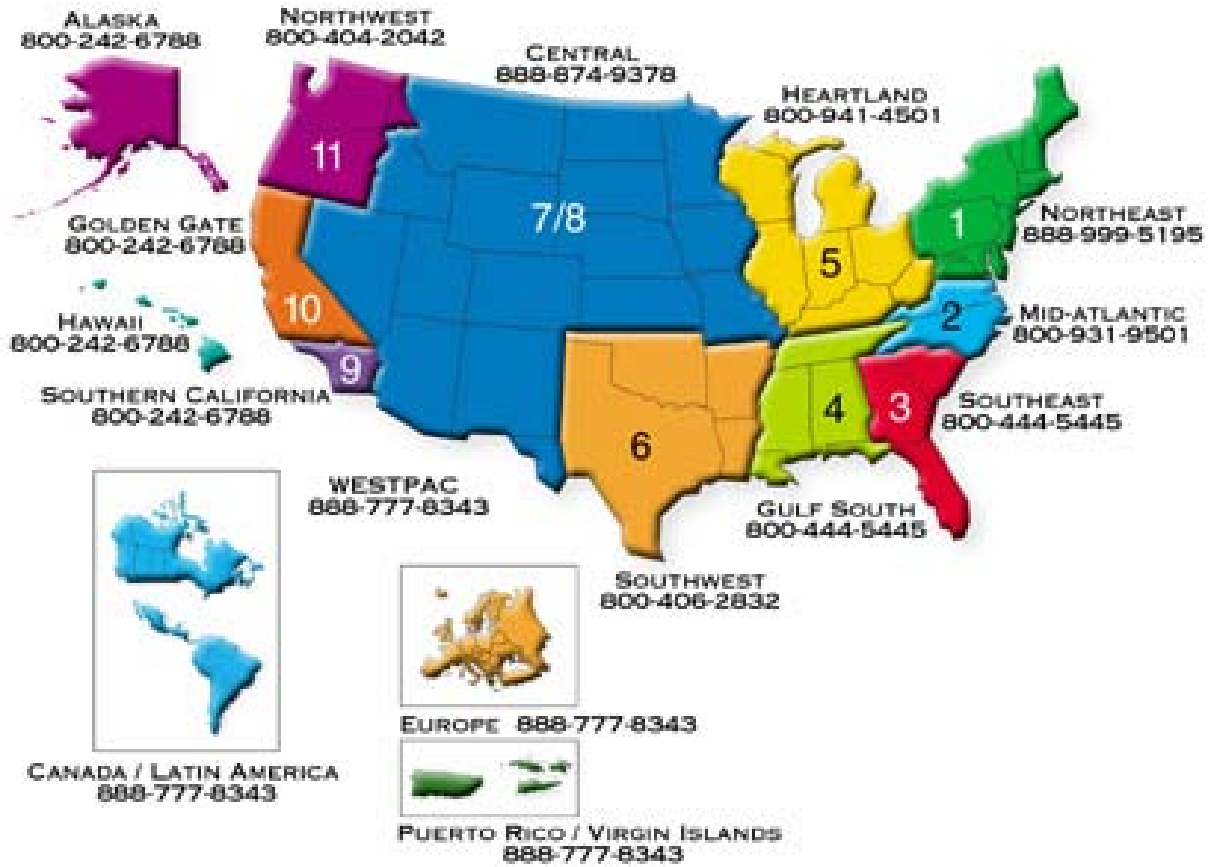 ALASKA
800-242-6788
NORTHWEST
800-404-2042
CENTRAL
888-874-9378
HEARTLAND
800-941-4501
11
7/8
1
5
GOLDEN GATE
800-242-6788
NORTHEAST
888-999-5195
10
2
HAWAII
800-242-6788
MID-ATLANTIC
800-931-9501
9
SOUTHERN CALIFORNIA
800-242-6788
6
4
3
SOUTHEAST
800-444-5445
WESTPAC
888-777-8343
GULF SOUTH
800-444-5445
SOUTHWEST
800-406-2832
EUROPE 888-777-8343
CANADA / LATIN AMERICA
888-777-8343
PUERTO RICO / VIRGIN ISLANDS
888-777-8343